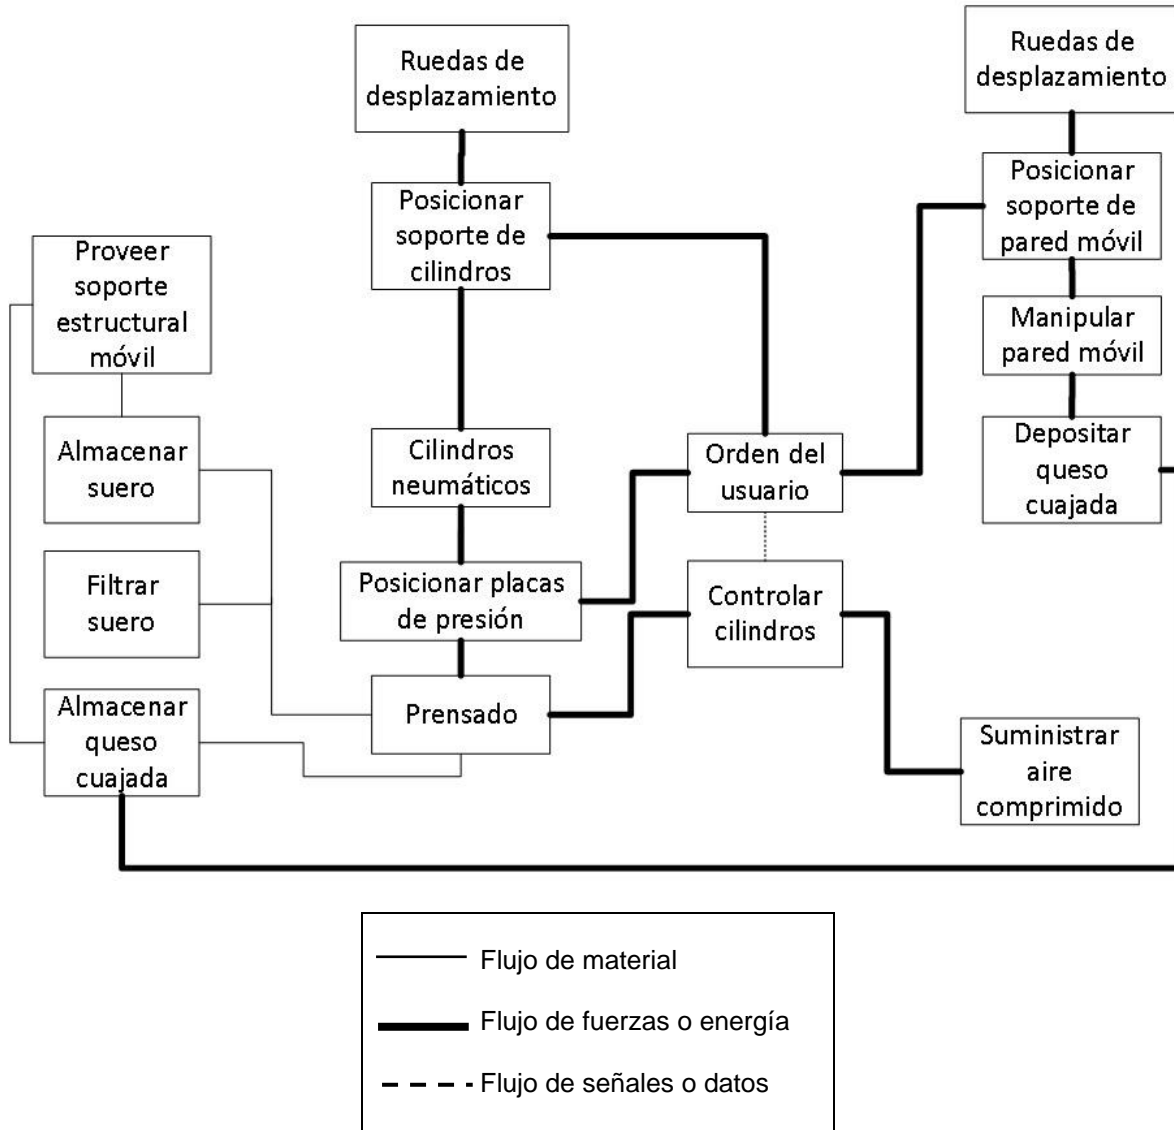 Ruedas de
desplazamiento
Ruedas de
desplazamiento
Posicionar
soporte de
cilindros
Posicionar
soporte de
pared móvil
Proveer
soporte
estructural
móvil
Manipular
pared móvil
Almacenar
suero
Cilindros
neumáticos
Orden del
usuario
Depositar
queso
cuajada
Filtrar
suero
Posicionar placas
de presión
Controlar
cilindros
Almacenar
queso
cuajada
Prensado
Suministrar
aire
comprimido
Flujo de material
Flujo de fuerzas o energía
Flujo de señales o datos